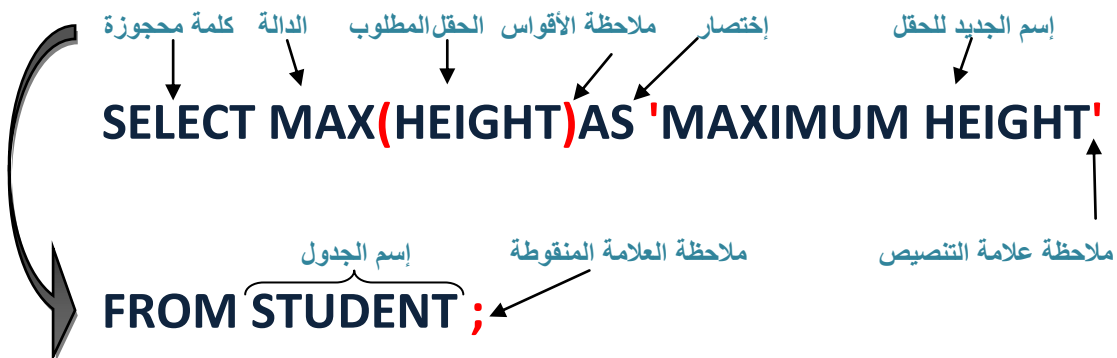 كلمة محجوزة الدالة الحقل المطلوب ملاحظة الأقواس إختصار إسم الجديد للحقل
SELECT MAX(HEIGHT)AS 'MAXIMUM HEIGHT'
إسم الجدول ملاحظة العلامة المنقوطة ملاحظة علامة التنصيص
FROM STUDENT ;